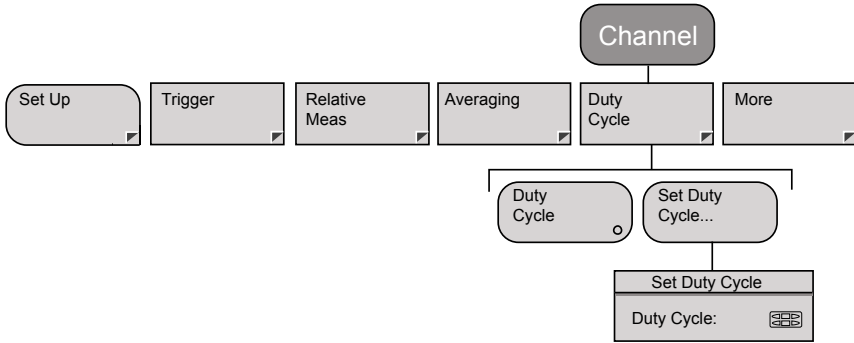 Channel
Set Up
Trigger
Relative
Meas
Averaging
Duty
Cycle
More
Duty
Cycle
Set Duty
Cycle...
Set Duty Cycle
Duty Cycle: